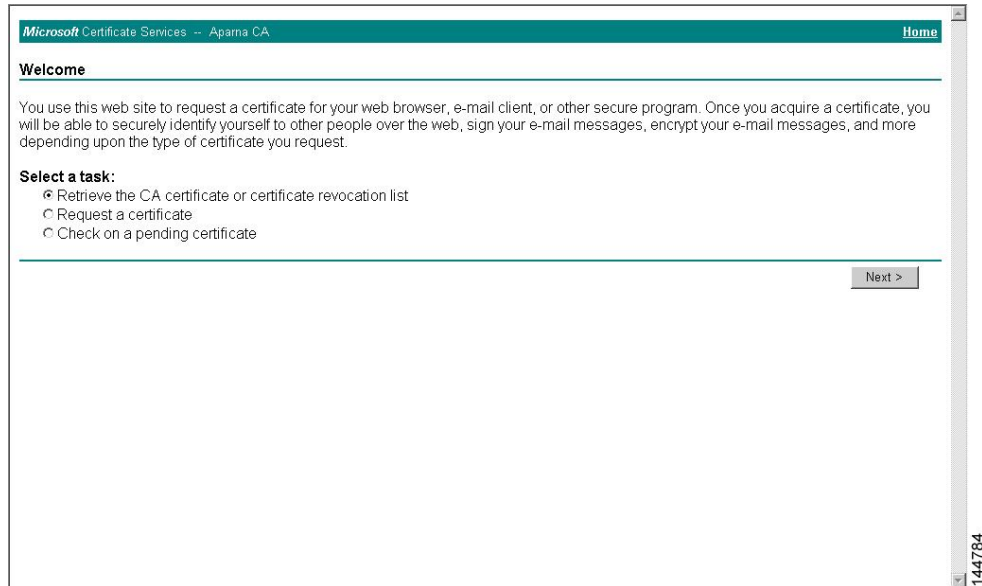 Microsoft Certificate Services -- Aparna CA Home
Welcome
You use this web site to request a certificate for your web browser, e-mail client, or other secure program. Once you acquire a certificate, you
will be able to securely identify yourself to other people over the web, sign your e-mail messages, encrypt your e-mail messages, and more
depending upon the type of certificate you request.
Select a task:
Retrieve the CA certificate or certificate revocation list
Request a certificate
Check on a pending certificate
Next >
144784